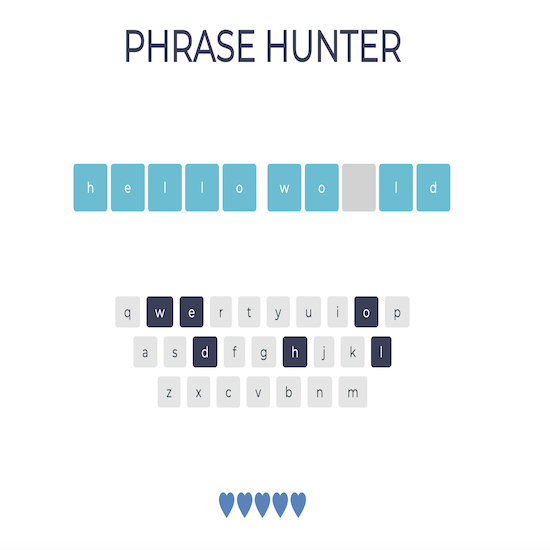 PHRASE HUNTER
h e l l o w o l d
q w e r t y u i o p
a s d f g h j k l
z x c v b n m